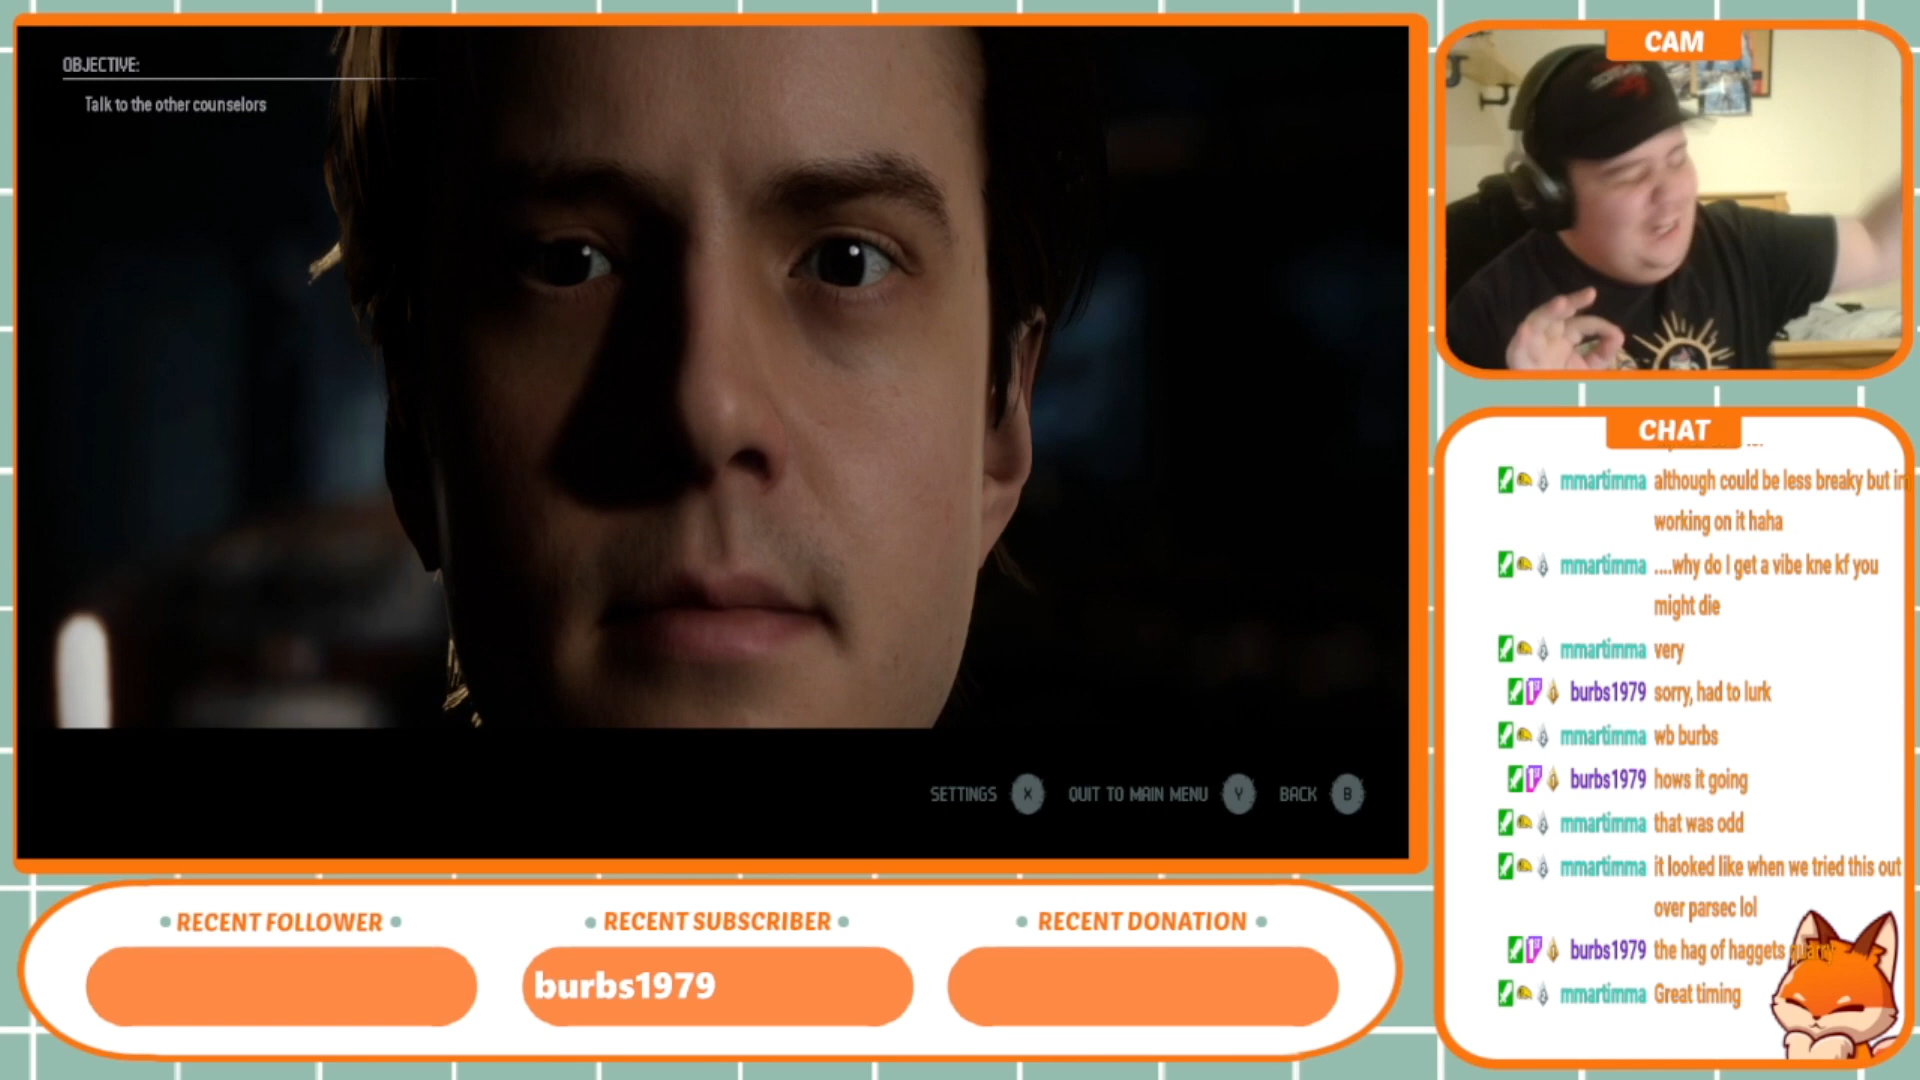 OBJECTIVE:
Talk to the other counselors
SETTINGS X QUIT TO MAIN MENU Y BACK B
CAM
CHAT
mmartimma although could be less breaky but im
working on it haha
mmartimma ....why do I get a vibe kne kf you
might die
mmartimma very
burbs1979 sorry, had to lurk
mmartimma wb burbs
burbs1979 hows it going
mmartimma that was odd
mmartimma it looked like when we tried this out
over parsec lol
burbs1979 the hag of haggets quarry
mmartimma Great timing
RECENT FOLLOWER
RECENT SUBSCRIBER
RECENT DONATION
burbs1979